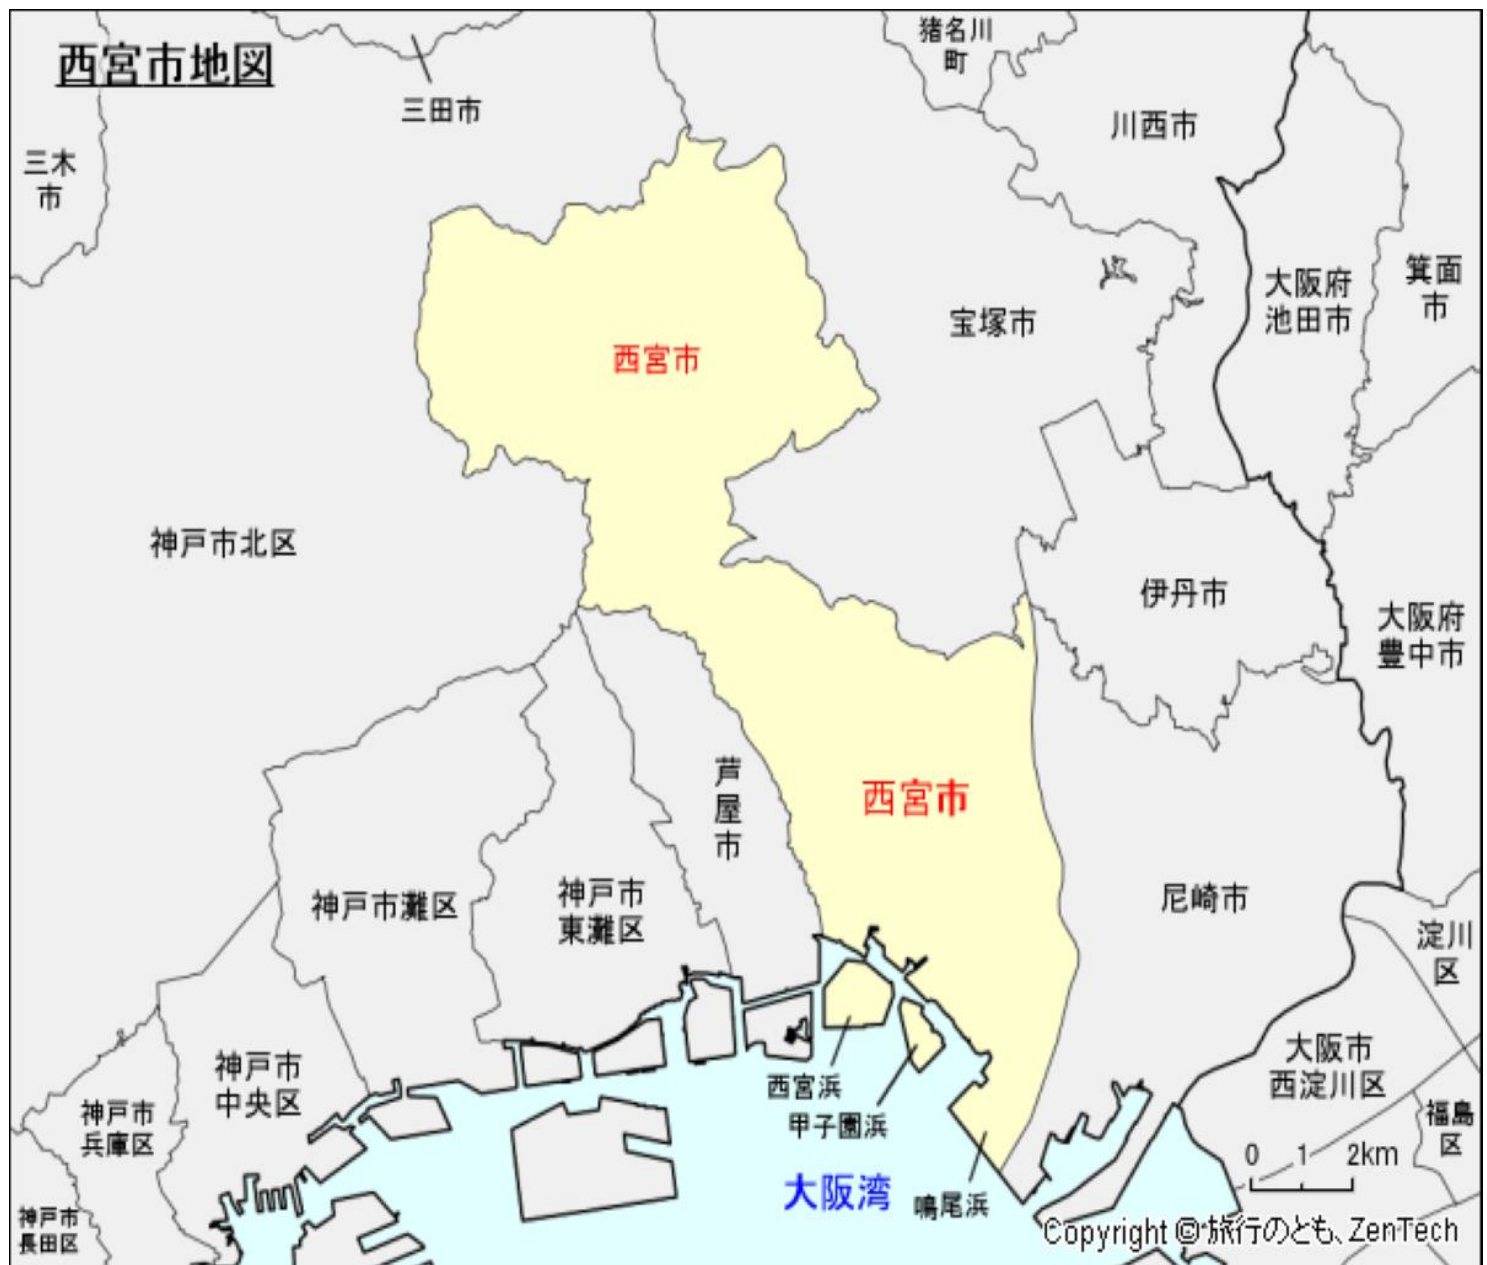 西宮市地図
猪名川
町
三田市
川西市
三木
市
大阪府
池田市
箕面
市
宝塚市
西宮市
神戸市北区
伊丹市
大阪府
豊中市
芦
屋
市
西宮市
神戸市灘区
神戸市
東灘区
尼崎市
淀川
区
神戸市
中央区
西宮浜
大阪市
西淀川区
神戸市
兵庫区
甲子園浜
福島
区
0 1 2km
大阪湾
鳴尾浜
神戸市
長田区
Copyright © 旅行のとも、ZenTech